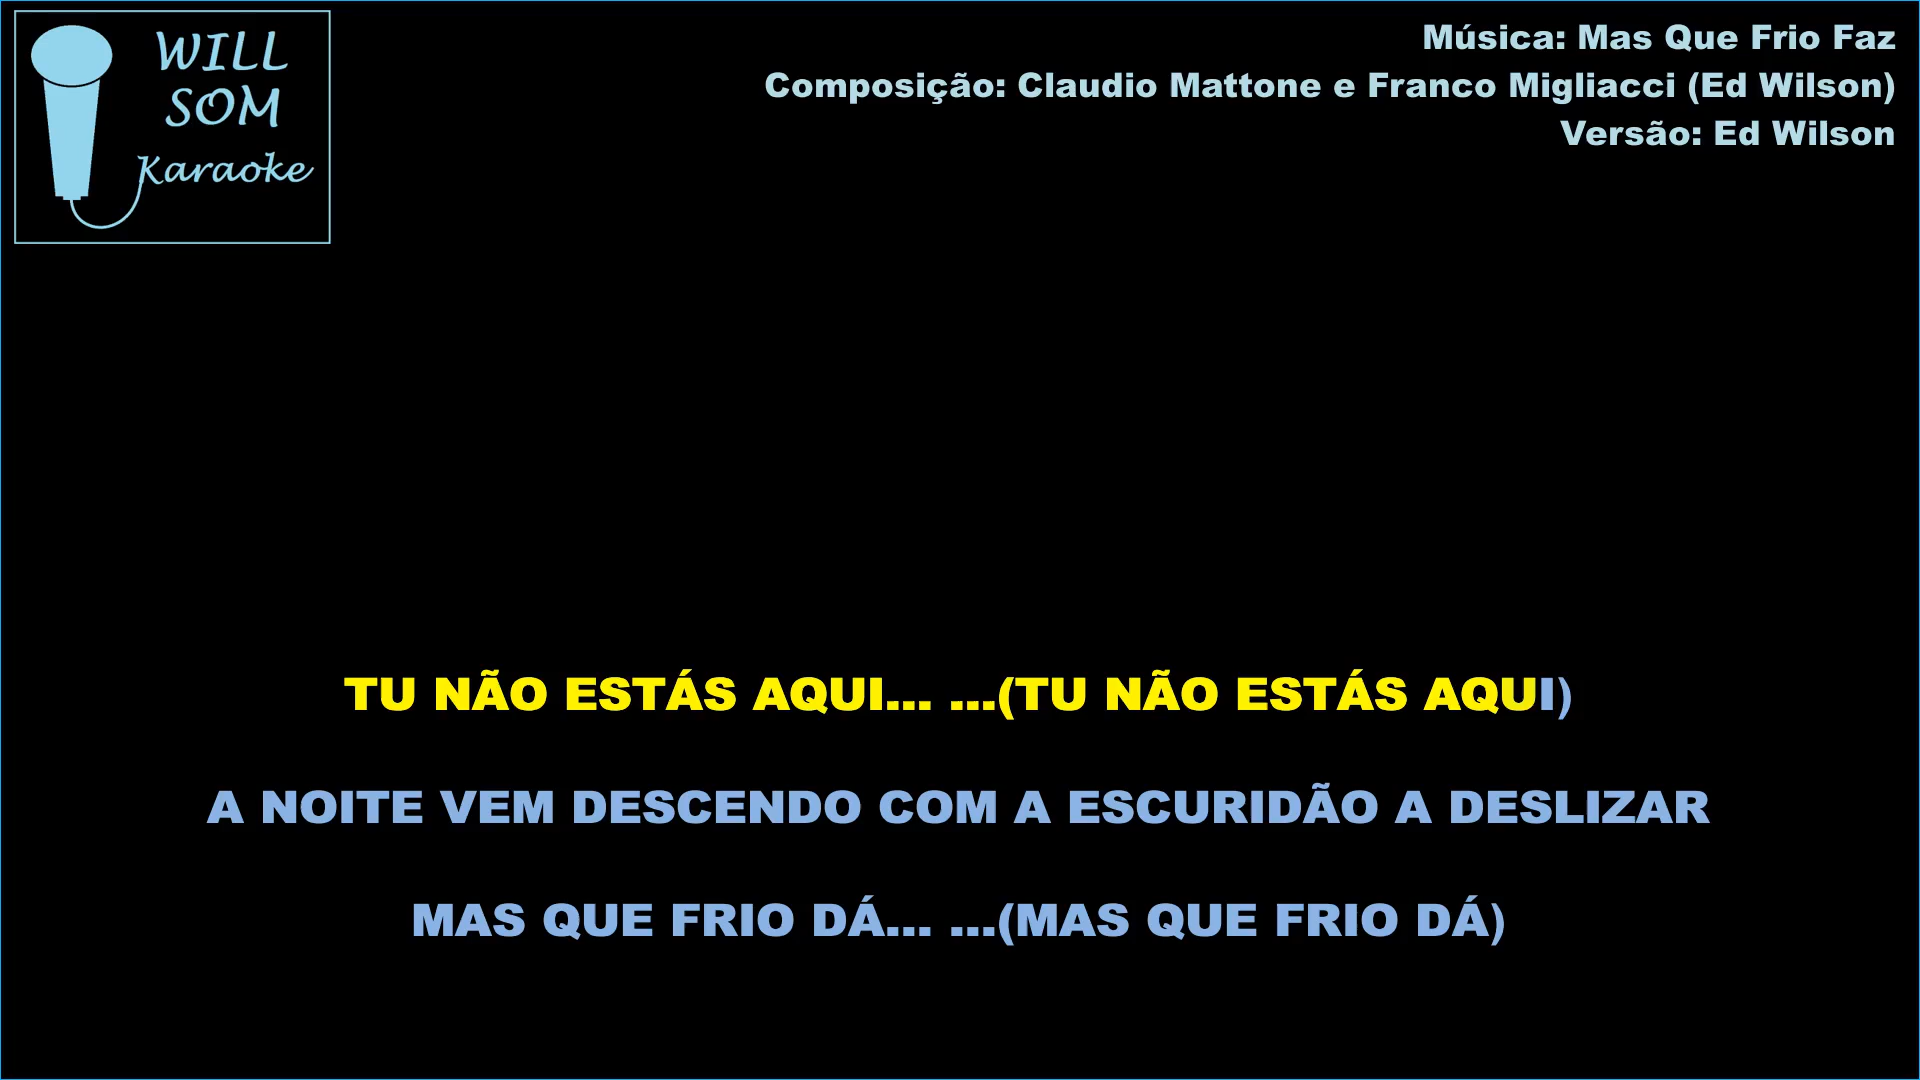 WILL
SOM
Karaoke
Música: Mas Que Frio Faz
Composição: Claudio Mattone e Franco Migliacci (Ed Wilson)
Versão: Ed Wilson
TU NÃO ESTÁS AQUI... ...(TU NÃO ESTÁS AQUI)
A NOITE VEM DESCENDO COM A ESCURIDÃO A DESLIZAR
MAS QUE FRIO DÁ... ...(MAS QUE FRIO DÁ)